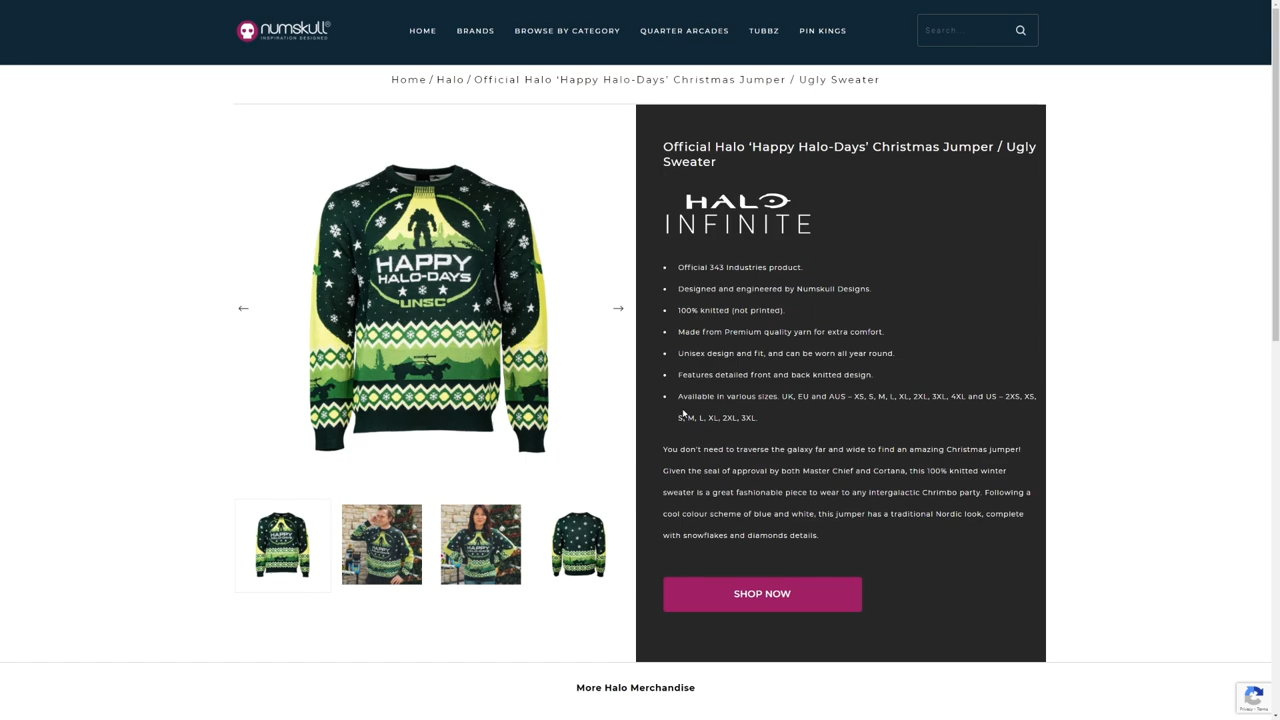 numskull®
INSPIRATION DESIGNED
HOME
BRANDS
BROWSE BY CATEGORY
QUARTER ARCADES
TUBBZ
PIN KINGS
Search...
Home / Halo / Official Halo ‘Happy Halo-Days’ Christmas Jumper / Ugly Sweater
HAPPY
HALO-DAYS
UNSC
Official Halo ‘Happy Halo-Days’ Christmas Jumper / Ugly
Sweater
HALO
INFINITE
• Official 343 Industries product.
• Designed and engineered by Numskull Designs.
• 100% knitted (not printed).
• Made from Premium quality yarn for extra comfort.
• Unisex design and fit, and can be worn all year round.
• Features detailed front and back knitted design.
• Available in various sizes. UK, EU and AUS – XS, S, M, L, XL, 2XL, 3XL, 4XL and US – 2XS, XS,
S, M, L, XL, 2XL, 3XL.
You don’t need to traverse the galaxy far and wide to find an amazing Christmas jumper!
Given the seal of approval by both Master Chief and Cortana, this 100% knitted winter
sweater is a great fashionable piece to wear to any Intergalactic Chrimbo party. Following a
cool colour scheme of blue and white, this jumper has a traditional Nordic look, complete
with snowflakes and diamonds details.
SHOP NOW
More Halo Merchandise
Privacy - Terms